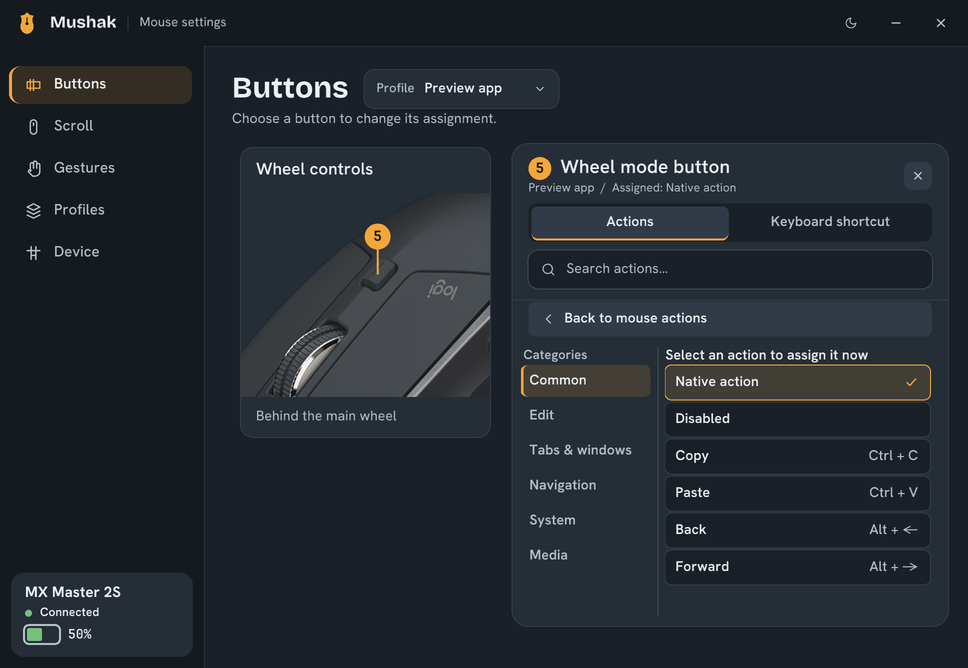 Mushak
Mouse settings
Buttons
Scroll
Gestures
Profiles
Device
MX Master 2S
Connected
50%
Buttons
Profile Preview app
Choose a button to change its assignment.
Wheel controls
5
logi
Behind the main wheel
5 Wheel mode button
Preview app / Assigned: Native action
Actions
Keyboard shortcut
Search actions...
Back to mouse actions
Categories
Common
Edit
Tabs & windows
Navigation
System
Media
Select an action to assign it now
Native action
Disabled
Copy Ctrl + C
Paste Ctrl + V
Back Alt + ←
Forward Alt + →